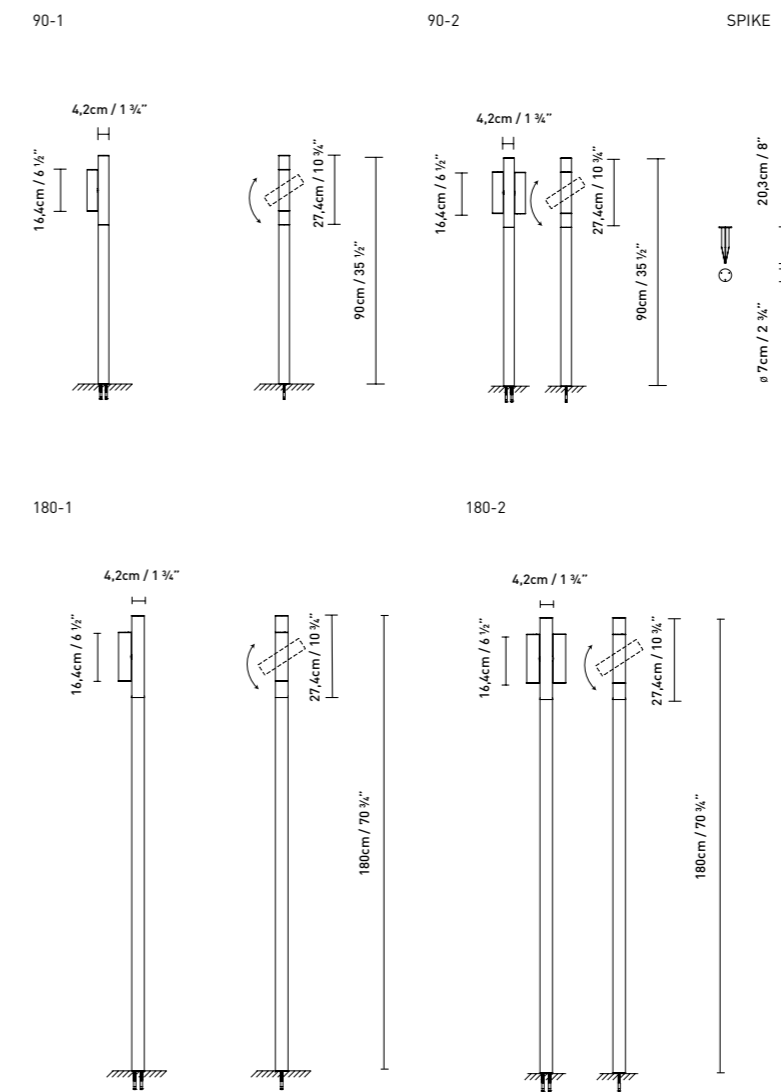 90-1
4,2cm / 1 ¾”
16,4cm / 6 ½”
27,4cm / 10 ¾”
90cm / 35 ½”
90-2
4,2cm / 1 ¾”
16,4cm / 6 ½”
27,4cm / 10 ¾”
90cm / 35 ½”
SPIKE
20,3cm / 8”
ø 7cm / 2 ¾”
180-1
4,2cm / 1 ¾”
16,4cm / 6 ½”
27,4cm / 10 ¾”
180cm / 70 ¾”
180-2
4,2cm / 1 ¾”
16,4cm / 6 ½”
27,4cm / 10 ¾”
180cm / 70 ¾”